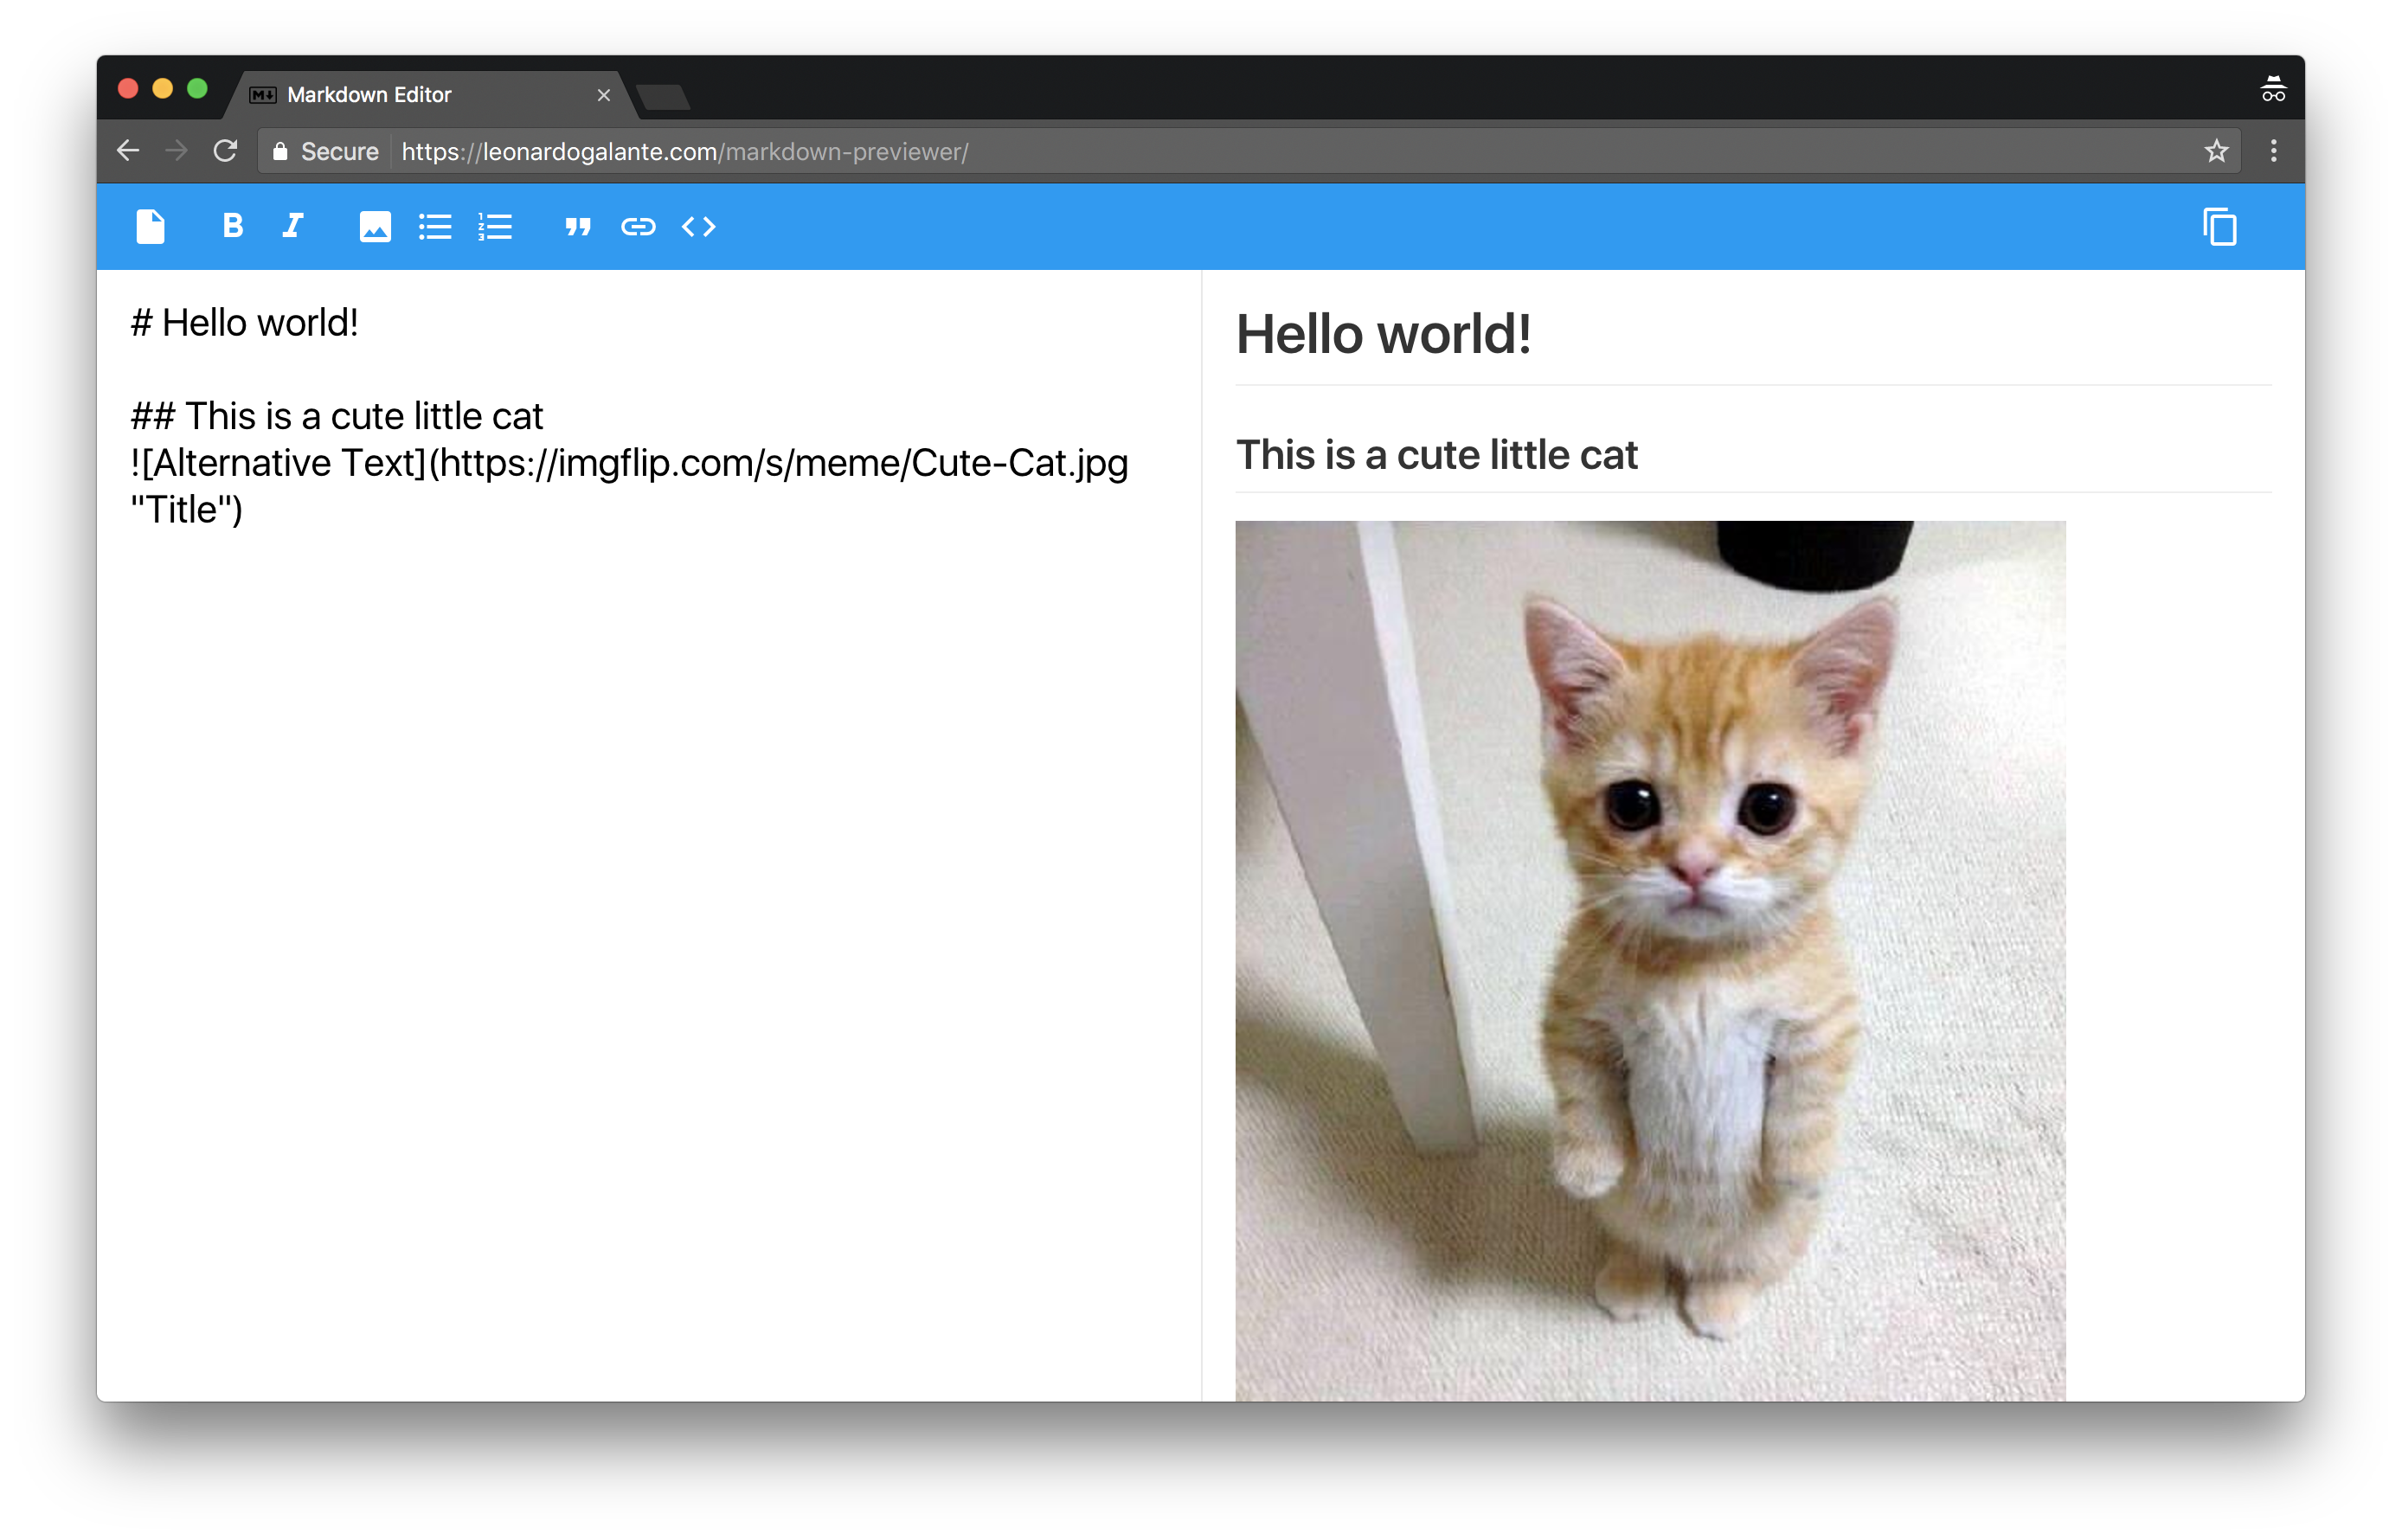 Markdown Editor
Secure https://leonardogalante.com/markdown-previewer/
B I
# Hello world!
## This is a cute little cat
![Alternative Text](https://imgflip.com/s/meme/Cute-Cat.jpg
"Title")
Hello world!
This is a cute little cat